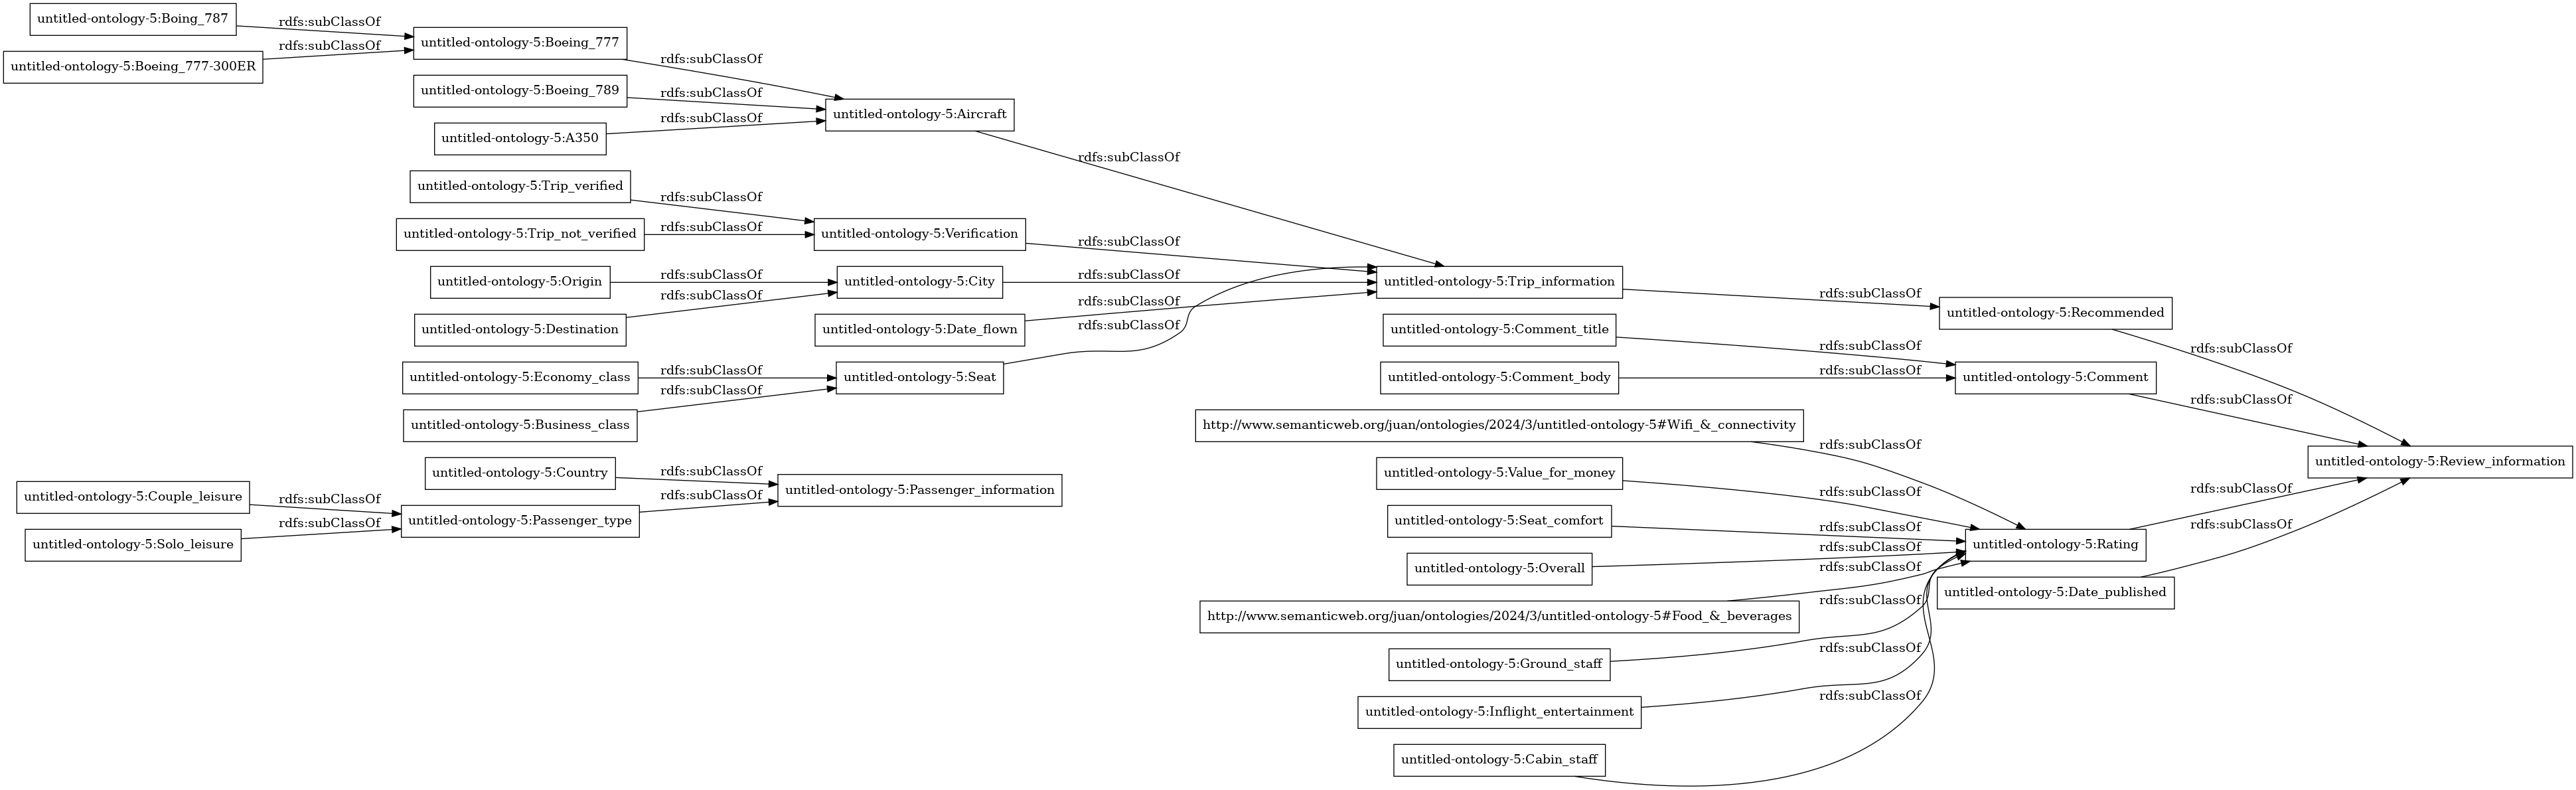 untitled-ontology-5:Boing_787
rdfs:subClassOf
untitled-ontology-5:Boeing_777-300ER
rdfs:subClassOf
untitled-ontology-5:Boeing_777
rdfs:subClassOf
untitled-ontology-5:Boeing_789
rdfs:subClassOf
untitled-ontology-5:A350
rdfs:subClassOf
untitled-ontology-5:Aircraft
rdfs:subClassOf
untitled-ontology-5:Trip_verified
rdfs:subClassOf
untitled-ontology-5:Trip_not_verified
rdfs:subClassOf
untitled-ontology-5:Verification
rdfs:subClassOf
untitled-ontology-5:Origin
rdfs:subClassOf
untitled-ontology-5:Destination
rdfs:subClassOf
untitled-ontology-5:City
rdfs:subClassOf
untitled-ontology-5:Date_flown
rdfs:subClassOf
untitled-ontology-5:Economy_class
rdfs:subClassOf
untitled-ontology-5:Business_class
rdfs:subClassOf
untitled-ontology-5:Seat
rdfs:subClassOf
untitled-ontology-5:Trip_information
rdfs:subClassOf
untitled-ontology-5:Recommended
rdfs:subClassOf
untitled-ontology-5:Comment_title
rdfs:subClassOf
untitled-ontology-5:Comment_body
rdfs:subClassOf
untitled-ontology-5:Comment
rdfs:subClassOf
untitled-ontology-5:Couple_leisure
rdfs:subClassOf
untitled-ontology-5:Solo_leisure
rdfs:subClassOf
untitled-ontology-5:Country
rdfs:subClassOf
untitled-ontology-5:Passenger_type
rdfs:subClassOf
untitled-ontology-5:Passenger_information
http://www.semanticweb.org/juan/ontologies/2024/3/untitled-ontology-5#Wifi_&_connectivity
rdfs:subClassOf
untitled-ontology-5:Value_for_money
rdfs:subClassOf
untitled-ontology-5:Seat_comfort
rdfs:subClassOf
untitled-ontology-5:Overall
rdfs:subClassOf
http://www.semanticweb.org/juan/ontologies/2024/3/untitled-ontology-5#Food_&_beverages
rdfs:subClassOf
untitled-ontology-5:Ground_staff
rdfs:subClassOf
untitled-ontology-5:Inflight_entertainment
rdfs:subClassOf
untitled-ontology-5:Cabin_staff
rdfs:subClassOf
untitled-ontology-5:Rating
rdfs:subClassOf
untitled-ontology-5:Date_published
rdfs:subClassOf
untitled-ontology-5:Review_information